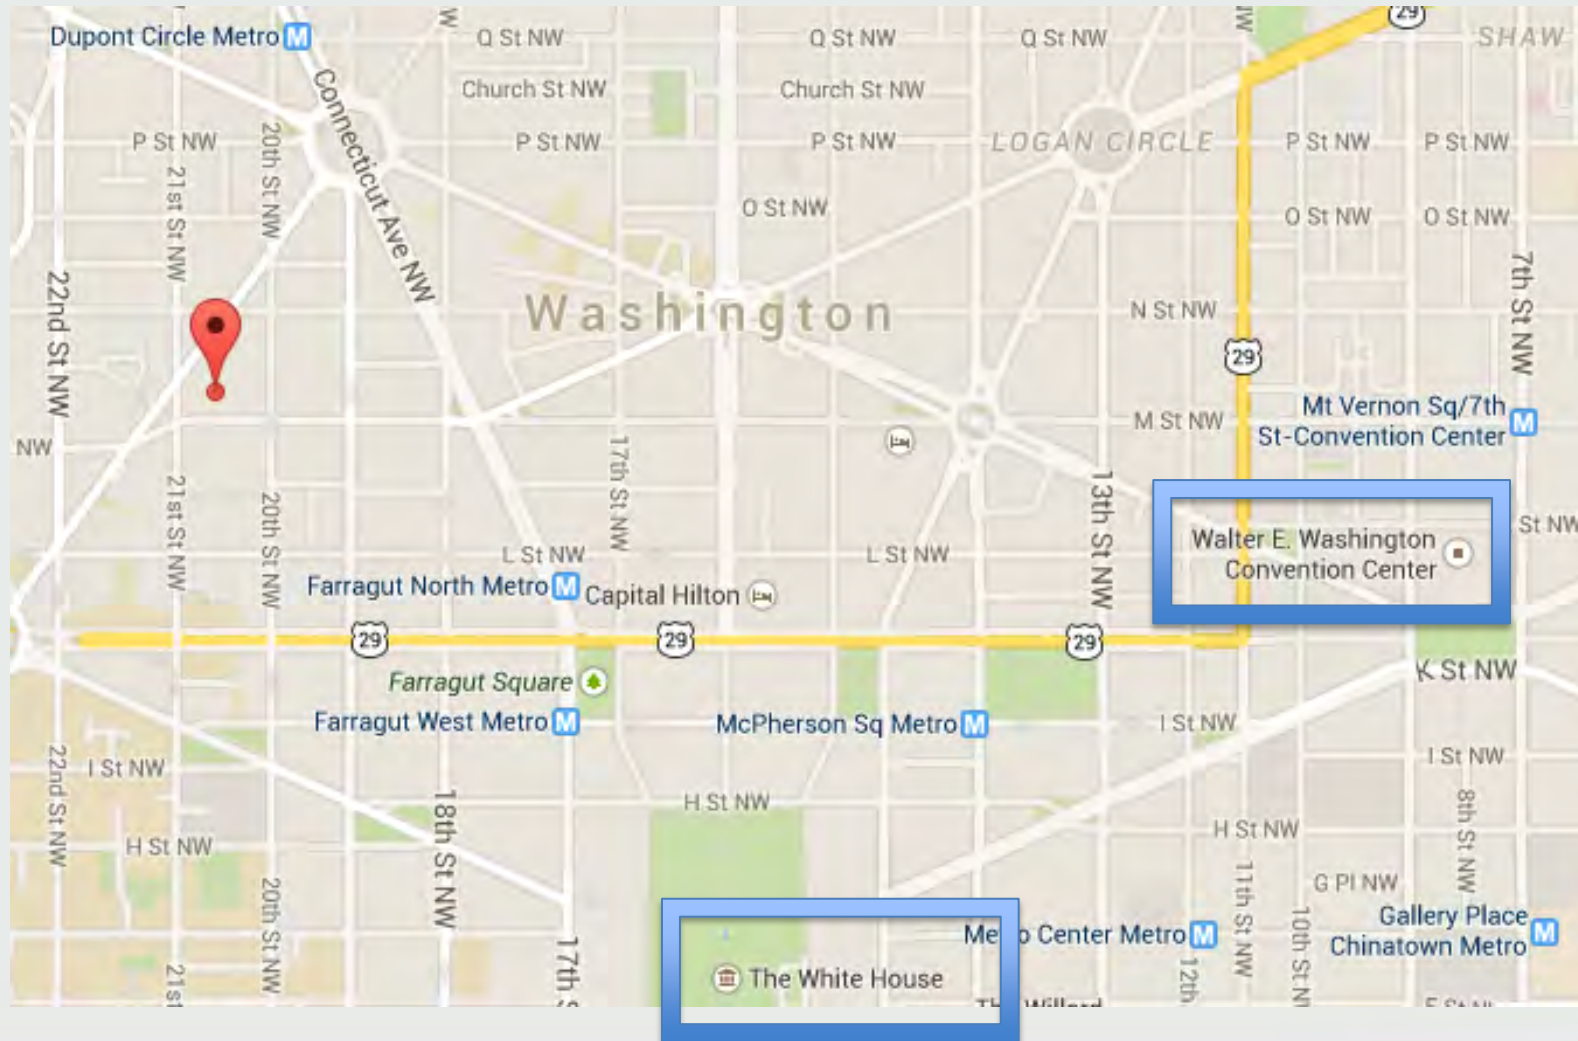 NW
NW
29
Dupont Circle Metro M
Q St NW
Q St NW
Q St NW
SHAW
Connecticut Ave NW
Church St NW
Church St NW
P St NW
20th St NW
P St NW
P St NW
LOGAN CIRCLE
P St NW
P St NW
21st St NW
O St NW
O St NW
O St NW
22nd St NW
Washington
N St NW
7th St NW
29
NW
M St NW
Mt Vernon Sq/7th
St-Convention Center M
17th St NW
13th St NW
21st St NW
20th St NW
L St NW
L St NW
Walter E. Washington
Convention Center
St NW
Farragut North Metro M
Capital Hilton
29
29
29
Farragut Square
K St NW
Farragut West Metro M
McPherson Sq Metro M
I St NW
22nd St NW
I St NW
I St NW
18th St NW
H St NW
8th St NW
H St NW
H St NW
20th St NW
11th St NW
G Pl NW
10th St N
Gallery Place
Chinatown Metro M
17th S
Metro Center Metro M
12th
21st
The White House
Willard